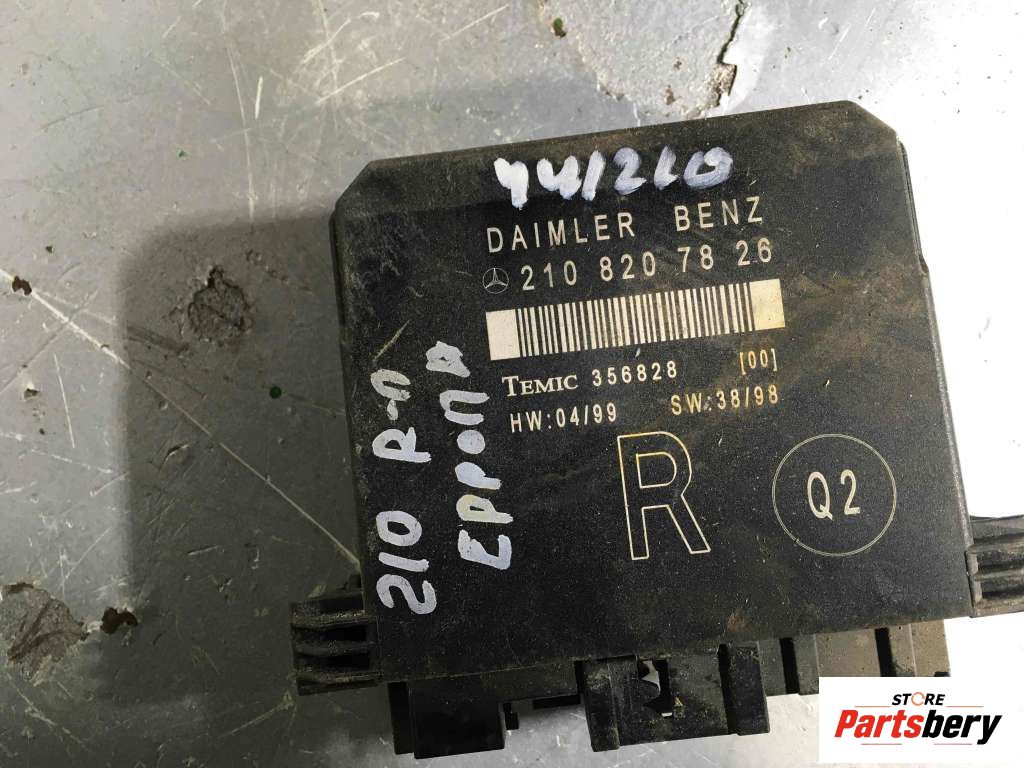 441210
DAIMLER BENZ
210 820 78 26
TEMIC 356828 [00]
HW:04/99 SW:38/98
R
Q2
210 R-п
STORE
Partsbery